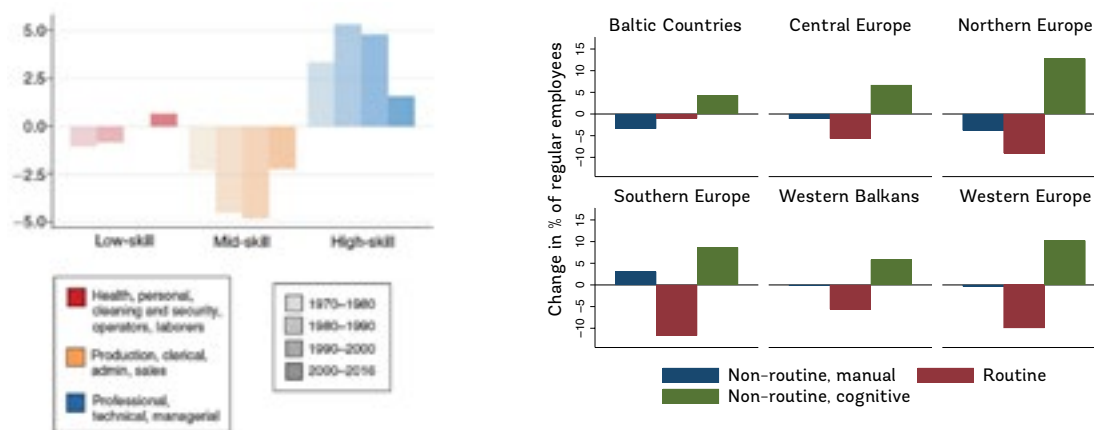 5.0
2.5
0.0
−2.5
−5.0
Low-skill Mid-skill High-skill
Health, personal,
cleaning and security,
operators, laborers
Production, clerical,
admin, sales
Professional,
technical, managerial
1970–1980
1980–1990
1990–2000
2000–2016
Change in % of regular employees
Baltic Countries Central Europe Northern Europe
15
10
5
0
-5
-10
Southern Europe Western Balkans Western Europe
15
10
5
0
-5
-10
Non-routine, manual Routine
Non-routine, cognitive